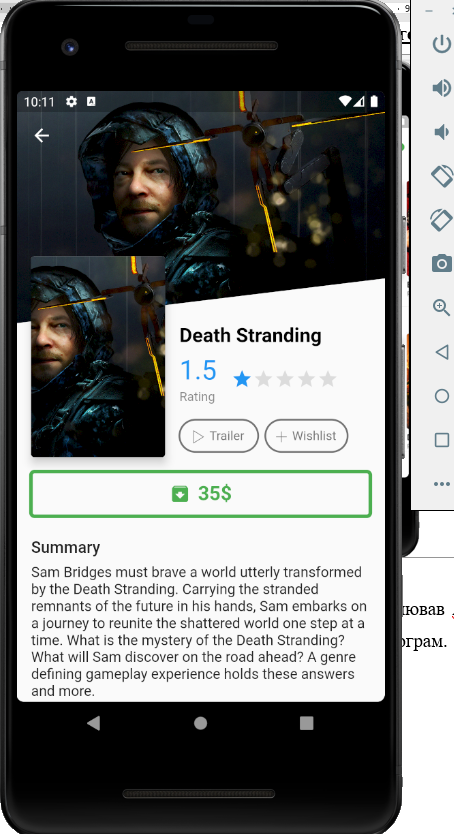 10:11
Death Stranding
1.5
Rating
Trailer
Wishlist
35$
Summary
Sam Bridges must brave a world utterly transformed
by the Death Stranding. Carrying the stranded
remnants of the future in his hands, Sam embarks on
a journey to reunite the shattered world one step at a
time. What is the mystery of the Death Stranding?
What will Sam discover on the road ahead? A genre
defining gameplay experience holds these answers
and more.